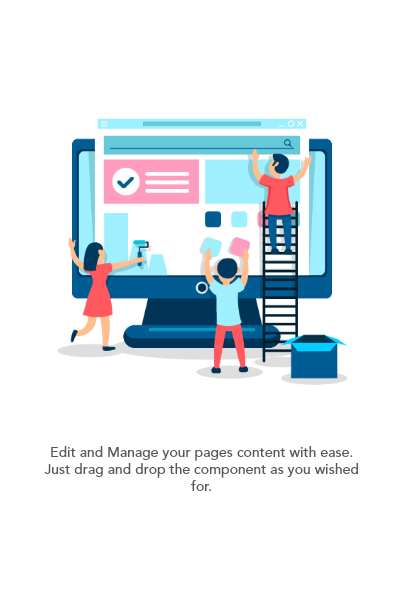 Edit and Manage your pages content with ease.
Just drag and drop the component as you wished
for.